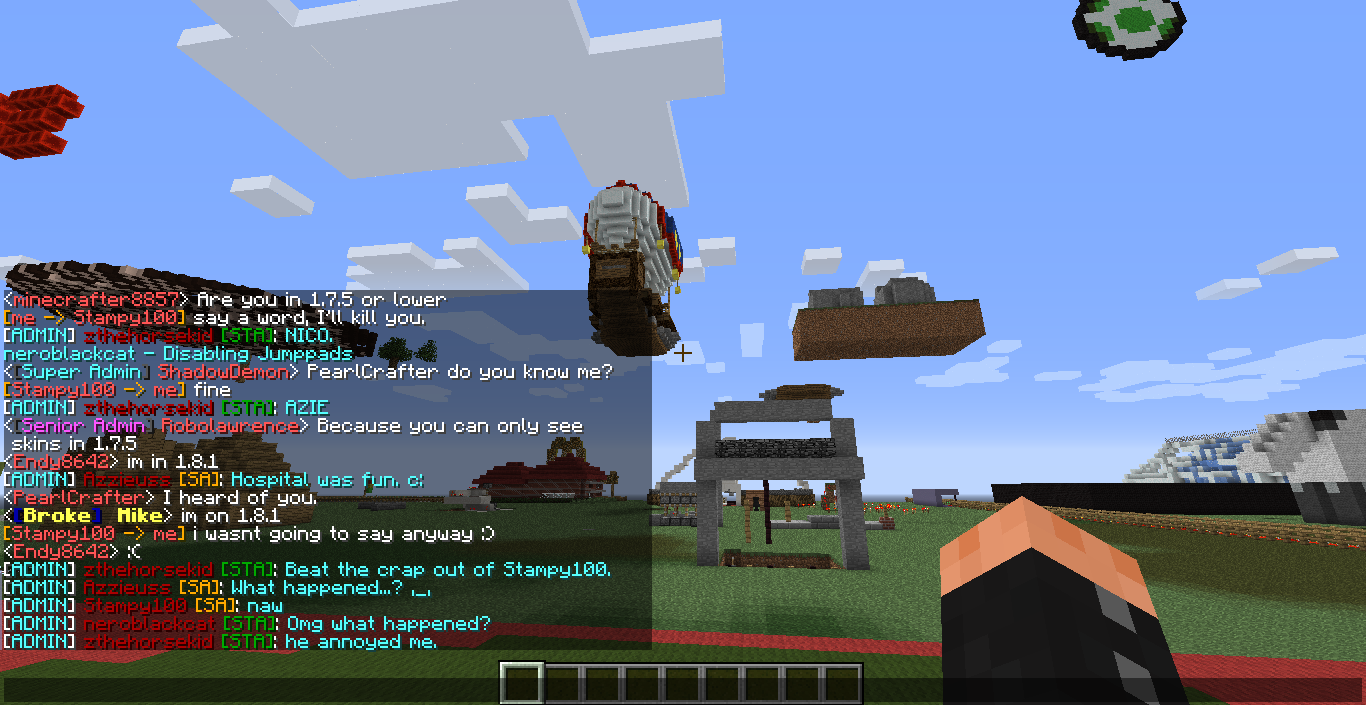 <minecrafter8857> Are you in 1.7.5 or lower
[me -> Stampy100] say a word, I'll kill you.
[ADMIN] zthehorsekid [STA]: NICO.
neroblackcat - Disabling Jumppads
<[Super Admin] ShadowDemon> PearlCrafter do you know me?
[Stampy100 -> me] fine
[ADMIN] zthehorsekid [STA]: AZIE
<[Senior Admin] Robolawrence> Because you can only see
skins in 1.7.5
<Endy8642> im in 1.8.1
[ADMIN] Azzieuss [SA]: Hospital was fun. c:
<PearlCrafter> I heard of you.
<[Broke] Mike> im on 1.8.1
[Stampy100 -> me] i wasnt going to say anyway :)
<Endy8642> :(
[ADMIN] zthehorsekid [STA]: Beat the crap out of Stampy100.
[ADMIN] Azzieuss [SA]: What happened...? ._.
[ADMIN] Stampy100 [SA]: naw
[ADMIN] neroblackcat [STA]: Omg what happened?
[ADMIN] zthehorsekid [STA]: he annoyed me.